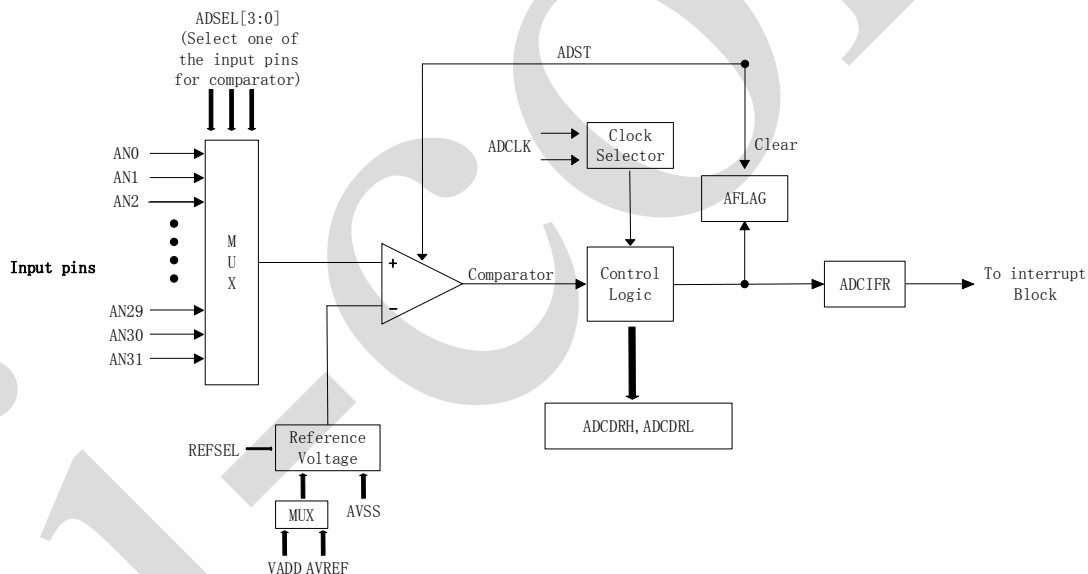 ADSEL[3:0]
(Select one of
the input pins
for comparator)
ADST
ADCLK
Clock
Selector
Clear
AN0
AN1
AN2
AFLAG
M
U
X
Input pins
+
Comparator
Control
Logic
ADCIFR
To interrupt
Block
−
AN29
AN30
AN31
ADCDRH, ADCDRL
REFSEL
Reference
Voltage
MUX
AVSS
VADD AVREF